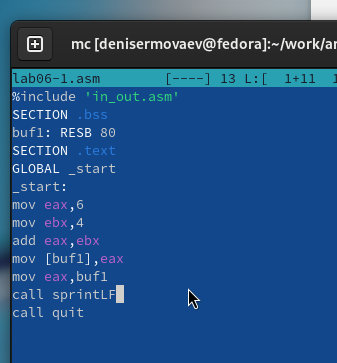 mc [denisermovaev@fedora]:~/work/ar
lab06-1.asm [----] 13 L:[ 1+11 1
%include 'in_out.asm'
SECTION .bss
buf1: RESB 80
SECTION .text
GLOBAL _start
_start:
mov eax,6
mov ebx,4
add eax,ebx
mov [buf1],eax
mov eax,buf1
call sprintLF
call quit